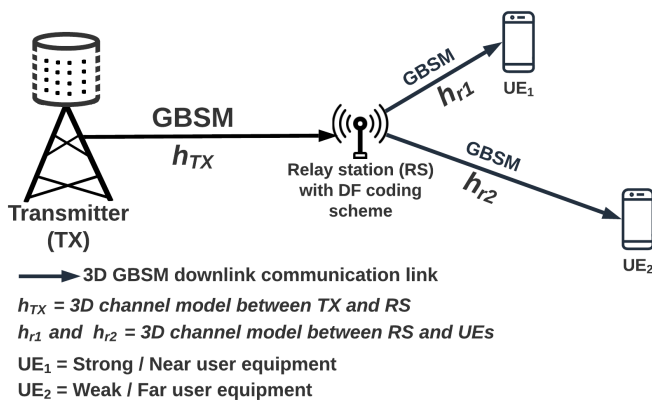 GBSM
h_r1
UE₁
GBSM
h_TX
GBSM
h_r2
Relay station (RS)
with DF coding
scheme
Transmitter
(TX)
UE₂
3D GBSM downlink communication link
h_TX = 3D channel model between TX and RS
h_r1 and h_r2 = 3D channel model between RS and UEs
UE₁ = Strong / Near user equipment
UE₂ = Weak / Far user equipment